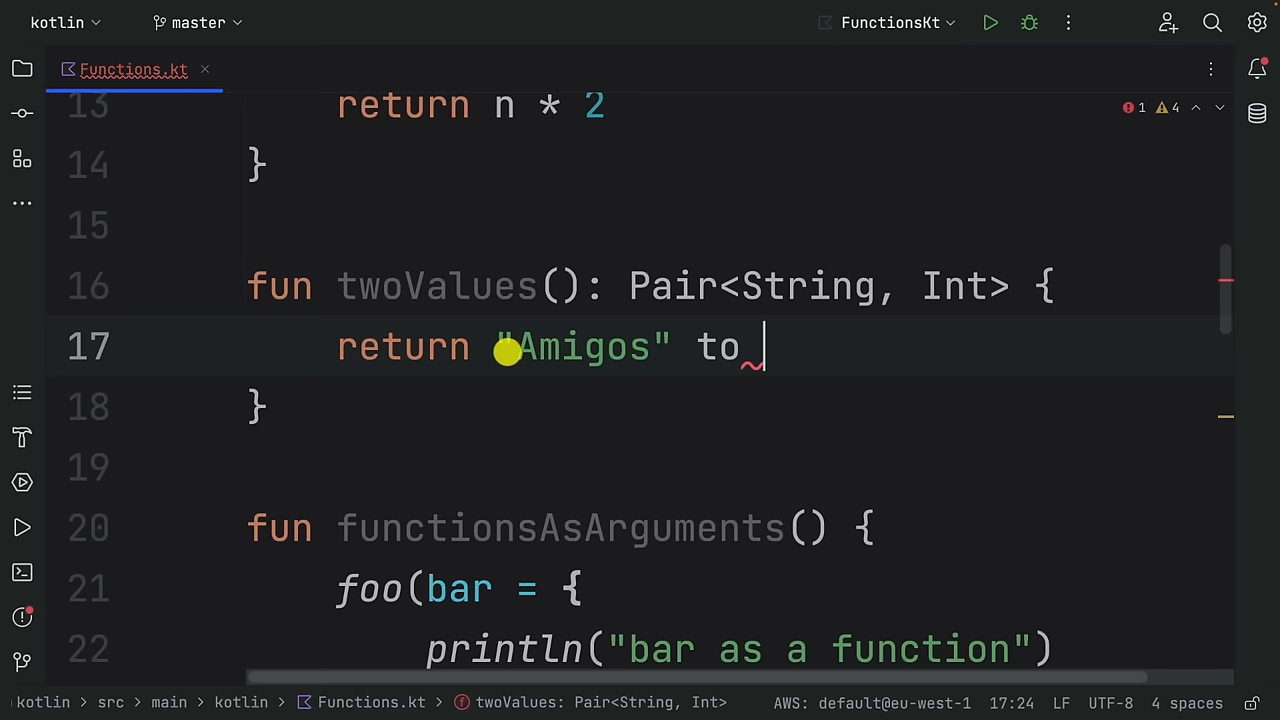 kotlin master FunctionsKt
Functions.kt
13 return n * 2
1 4
14 }
15
16 fun twoValues(): Pair<String, Int> {
17 return "Amigos" to
18 }
19
20 fun functionsAsArguments() {
21 foo(bar = {
22 println("bar as a function")
kotlin > src > main > kotlin > Functions.kt > twoValues: Pair<String, Int> AWS: default@eu-west-1 17:24 LF UTF-8 4 spaces